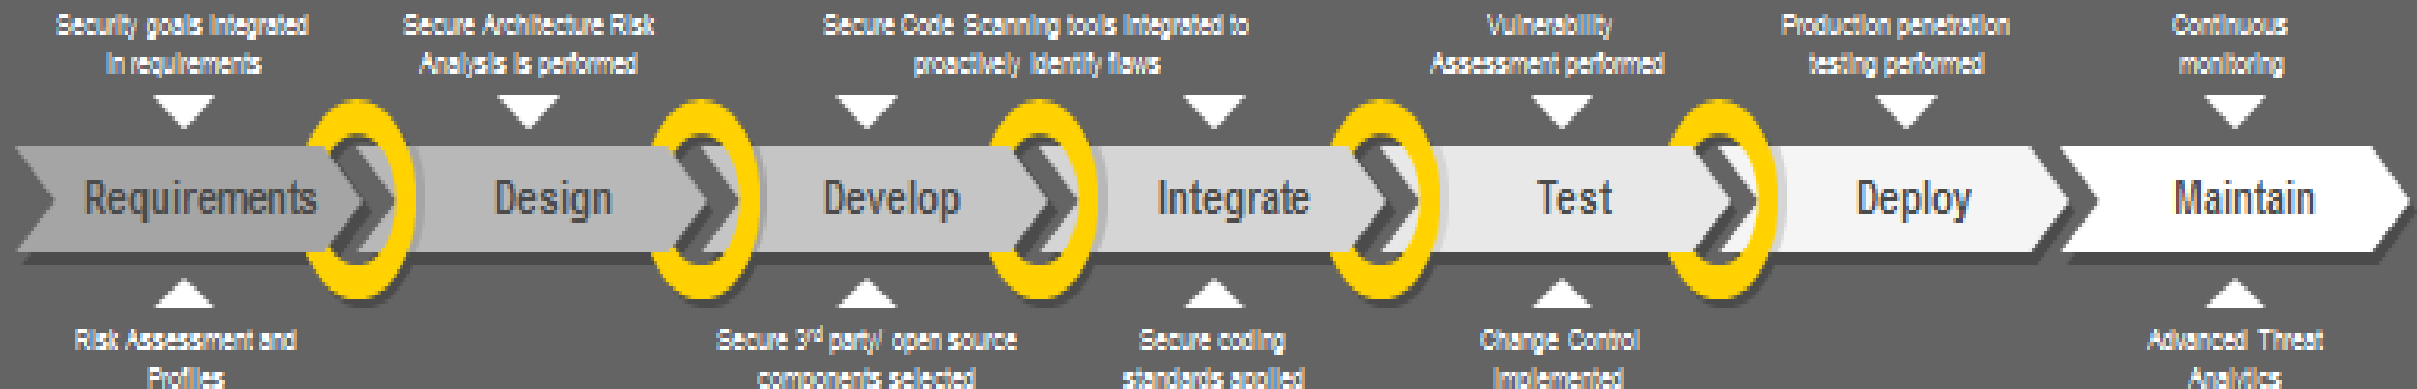 Security goals integrated
in requirements
Secure Architecture Risk
Analysis is performed
Secure Code Scanning tools integrated to
proactively identify flaws
Vulnerability
Assessment performed
Production penetration
testing performed
Continuous
monitoring
Requirements
Design
Develop
Integrate
Test
Deploy
Maintain
Risk Assessment and
Profiles
Secure 3rd party/ open source
components selected
Secure coding
standards applied
Change Control
Implemented
Advanced Threat
Analytics